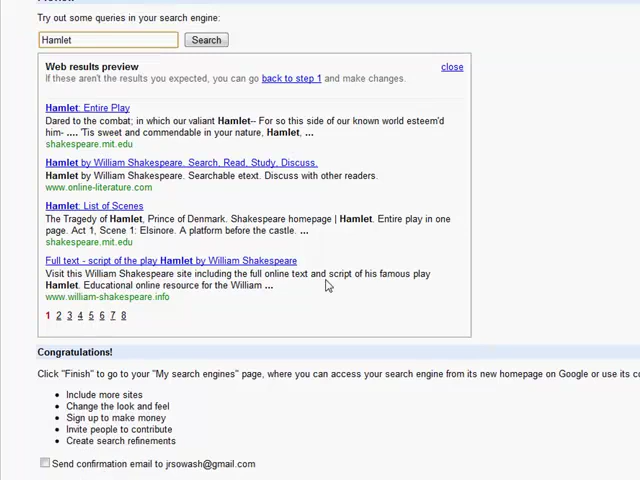 Try out some queries in your search engine:
Hamlet Search
Web results preview close
If these aren't the results you expected, you can go back to step 1 and make changes.
Hamlet: Entire Play
Dared to the combat; in which our valiant Hamlet-- For so this side of our known world esteem'd
him- .... 'Tis sweet and commendable in your nature, Hamlet, ...
shakespeare.mit.edu
Hamlet by William Shakespeare. Search, Read, Study, Discuss.
Hamlet by William Shakespeare. Searchable etext. Discuss with other readers.
www.online-literature.com
Hamlet: List of Scenes
The Tragedy of Hamlet, Prince of Denmark. Shakespeare homepage | Hamlet. Entire play in one
page. Act 1, Scene 1: Elsinore. A platform before the castle. ...
shakespeare.mit.edu
Full text - script of the play Hamlet by William Shakespeare
Visit this William Shakespeare site including the full online text and script of his famous play
Hamlet. Educational online resource for the William ...
www.william-shakespeare.info
1 2 3 4 5 6 7 8
Congratulations!
Click "Finish" to go to your "My search engines" page, where you can access your search engine from its new homepage on Google or use its co
Include more sites
Change the look and feel
Sign up to make money
Invite people to contribute
Create search refinements
Send confirmation email to jrsowash@gmail.com